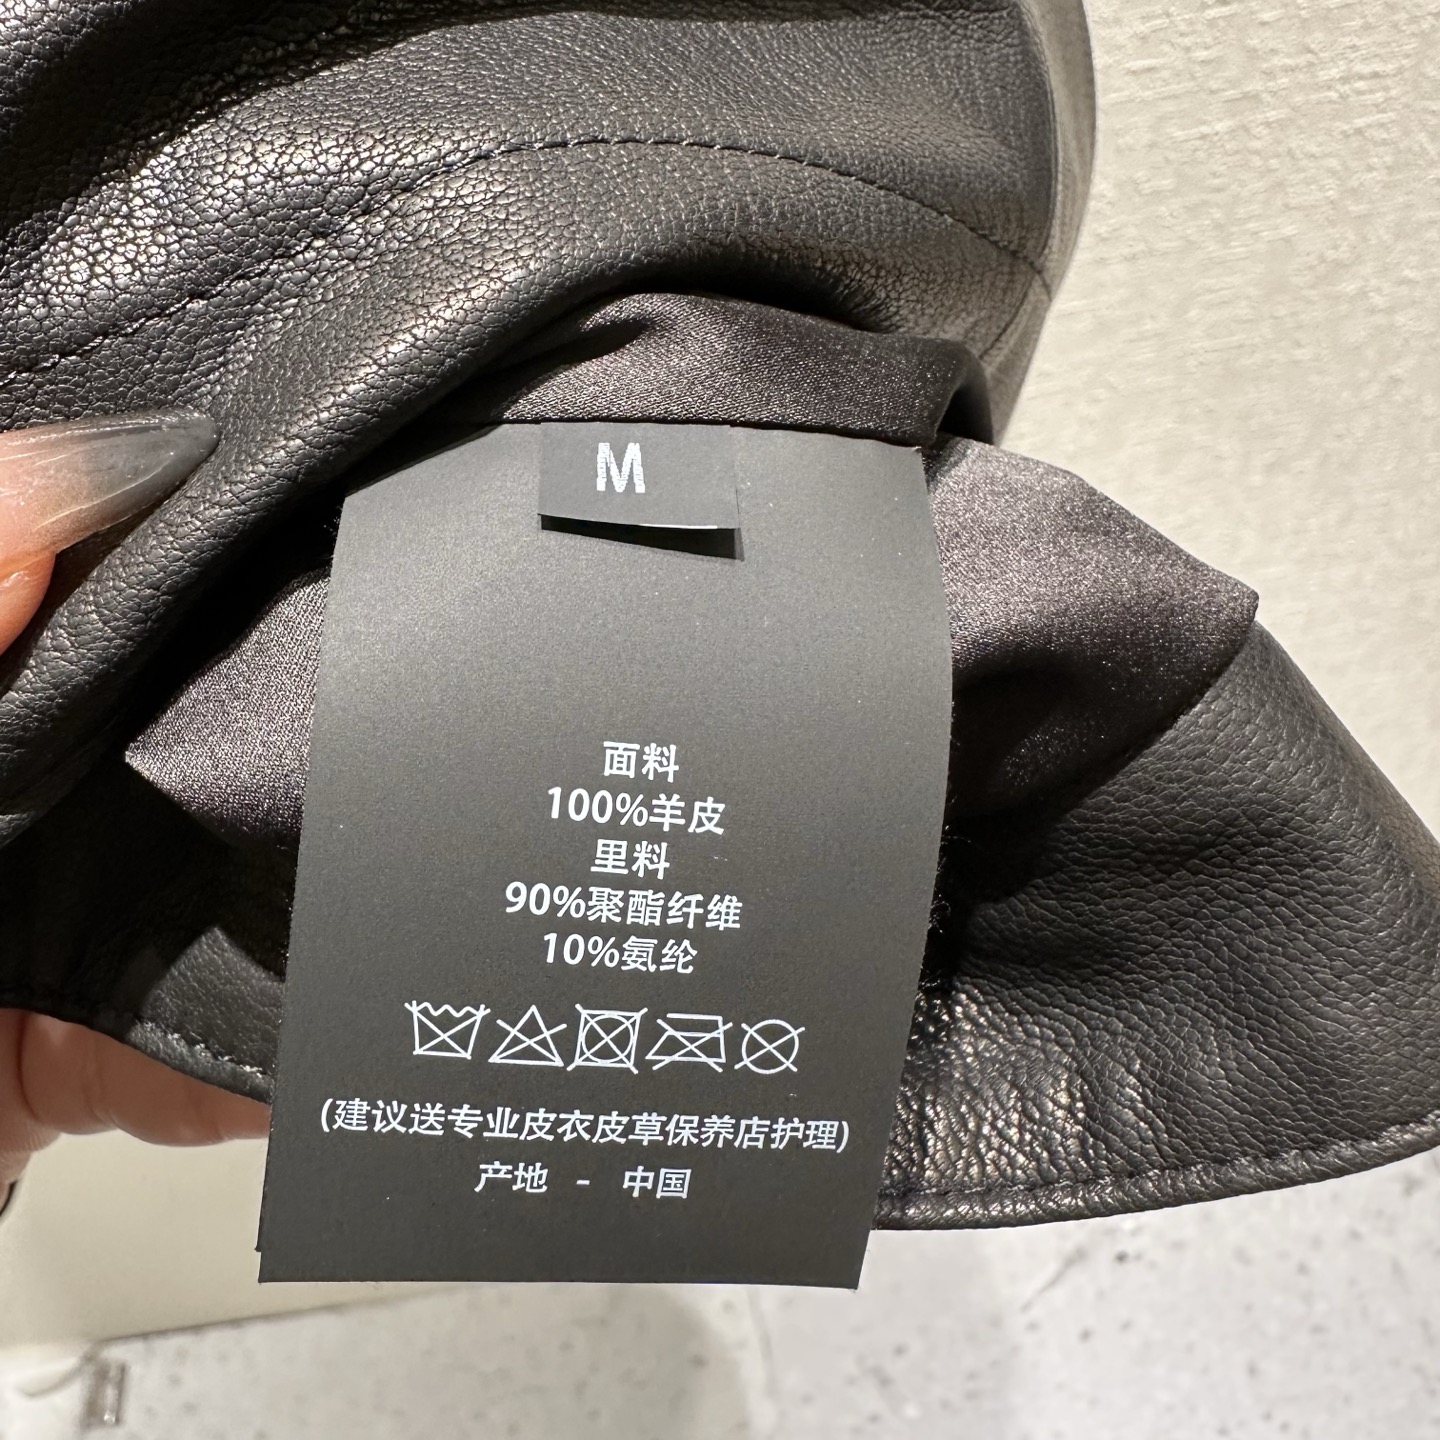 M
面料
100%羊皮
里料
90%聚酯纤维
10%氨纶
(建议送专业皮衣皮草保养店护理)
产地 - 中国